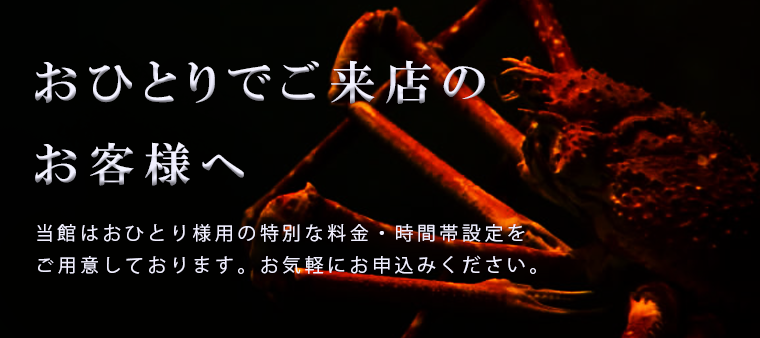 おひとりでご来店の
お客様へ
当館はおひとり様用の特別な料金・時間帯設定を
ご用意しております。お気軽にお申込みください。